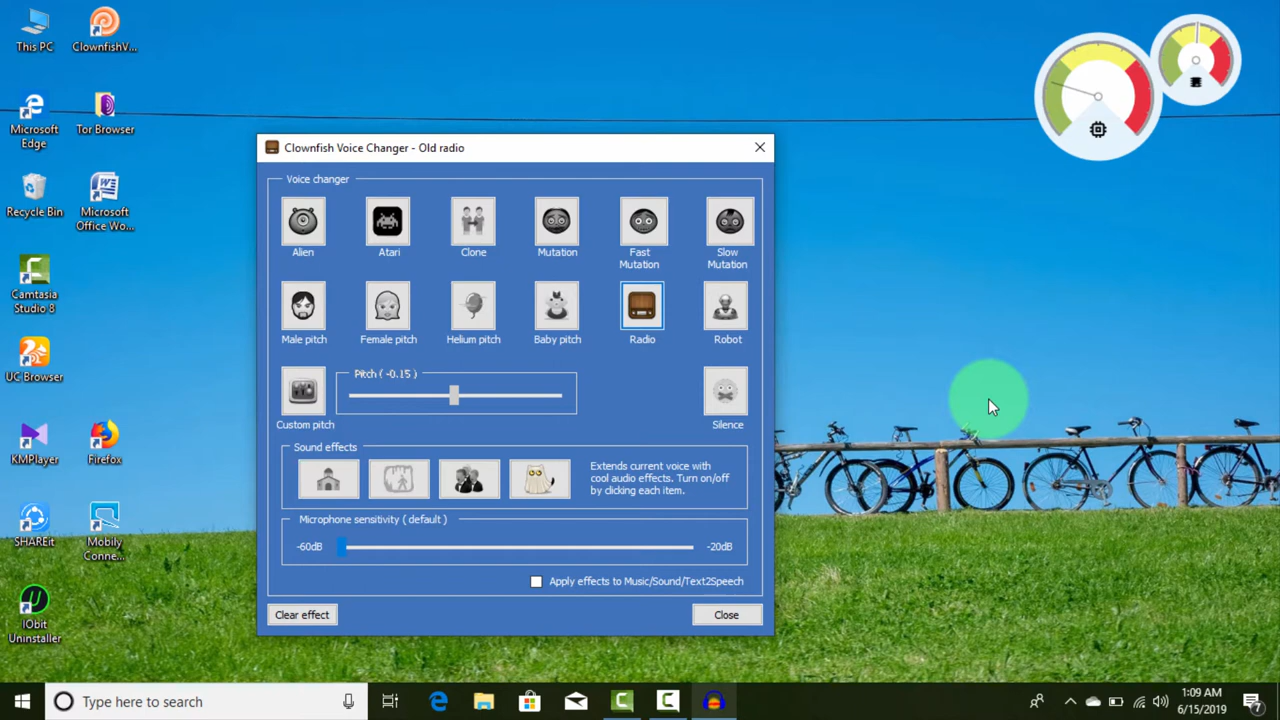 This PC
ClownfishV...
Microsoft
Edge
Tor Browser
Recycle Bin
Microsoft
Office Wo...
Camtasia
Studio 8
UC Browser
KMPlayer
Firefox
SHAREit
Mobily
Conne...
IObit
Uninstaller
Clownfish Voice Changer - Old radio
Voice changer
Alien
Atari
Clone
Mutation
Fast
Mutation
Slow
Mutation
Male pitch
Female pitch
Helium pitch
Baby pitch
Radio
Robot
Custom pitch
Pitch ( -0.15 )
Silence
Sound effects
Extends current voice with
cool audio effects. Turn on/off
by clicking each item.
Microphone sensitivity ( default )
-60dB
-20dB
Apply effects to Music/Sound/Text2Speech
Clear effect
Close
Type here to search
1:09 AM
6/15/2019
7